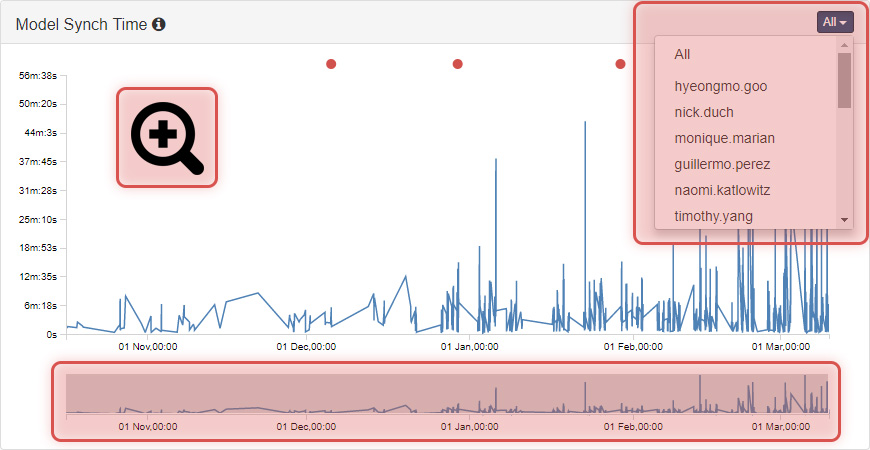 Model Synch Time
All
All
hyeongmo.goo
nick.duch
monique.marian
guillermo.perez
naomi.katlowitz
timothy.yang
56m:38s
50m:20s
44m:3s
37m:45s
31m:28s
25m:10s
18m:53s
12m:35s
6m:18s
0s
01 Nov,00:00 01 Dec,00:00 01 Jan,00:00 01 Feb,00:00 01 Mar,00:00
01 Nov,00:00 01 Dec,00:00 01 Jan,00:00 01 Feb,00:00 01 Mar,00:00